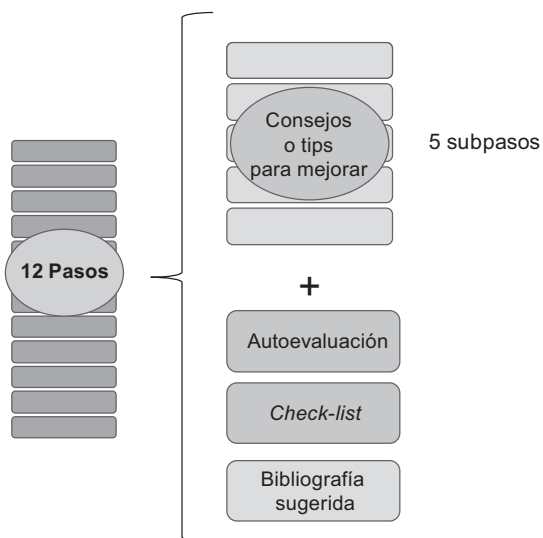 Consejos
o tips
para mejorar
5 subpasos
12 Pasos
+
Autoevaluación
Check-list
Bibliografía
sugerida